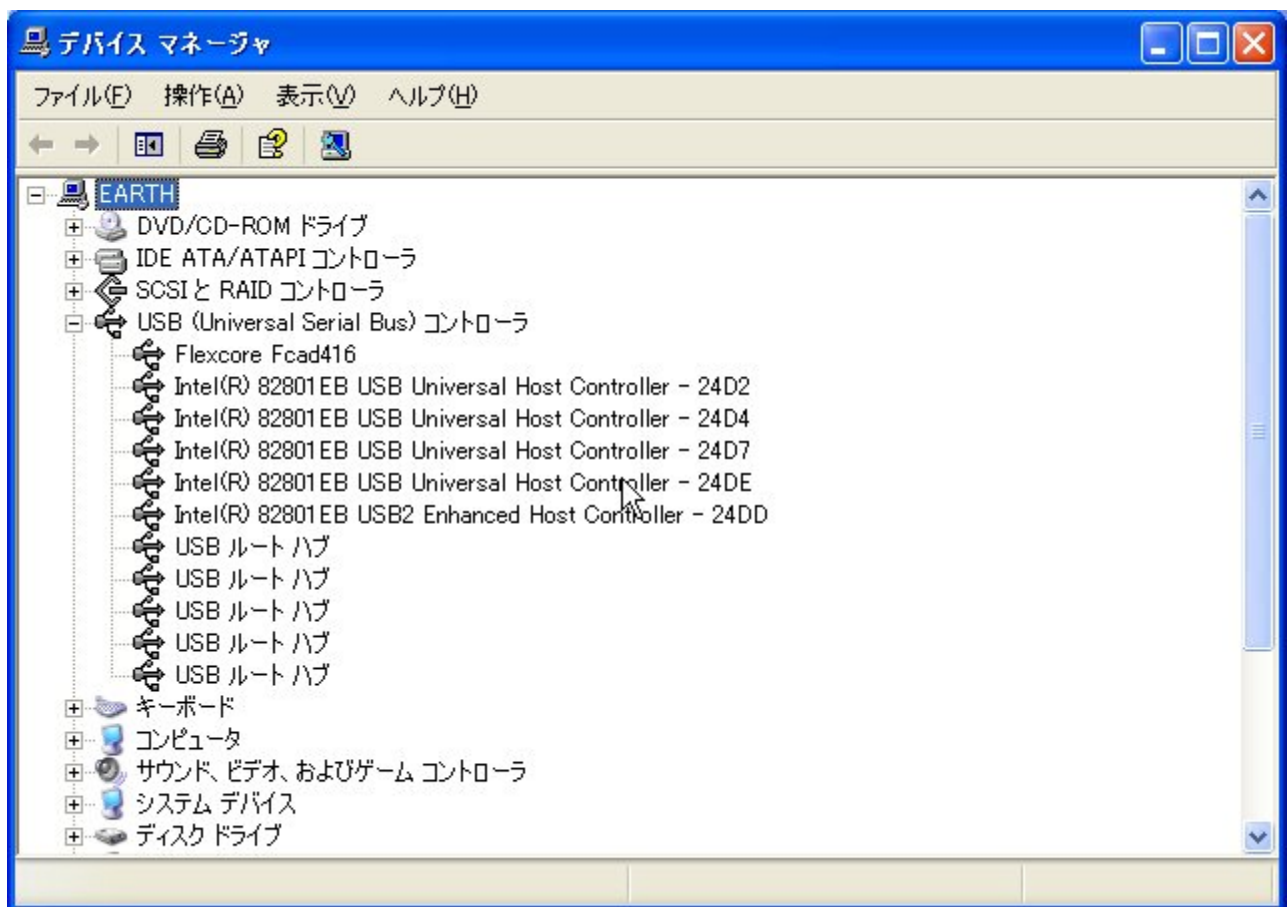 デバイス マネージャ
ファイル(F) 操作(A) 表示(V) ヘルプ(H)
EARTH
DVD/CD-ROM ドライブ
IDE ATA/ATAPI コントローラ
SCSI と RAID コントローラ
USB (Universal Serial Bus) コントローラ
Flexcore Fcad416
Intel(R) 82801EB USB Universal Host Controller - 24D2
Intel(R) 82801EB USB Universal Host Controller - 24D4
Intel(R) 82801EB USB Universal Host Controller - 24D7
Intel(R) 82801EB USB Universal Host Controller - 24DE
Intel(R) 82801EB USB2 Enhanced Host Controller - 24DD
USB ルート ハブ
USB ルート ハブ
USB ルート ハブ
USB ルート ハブ
USB ルート ハブ
キーボード
コンピュータ
サウンド、ビデオ、およびゲーム コントローラ
システム デバイス
ディスク ドライブ